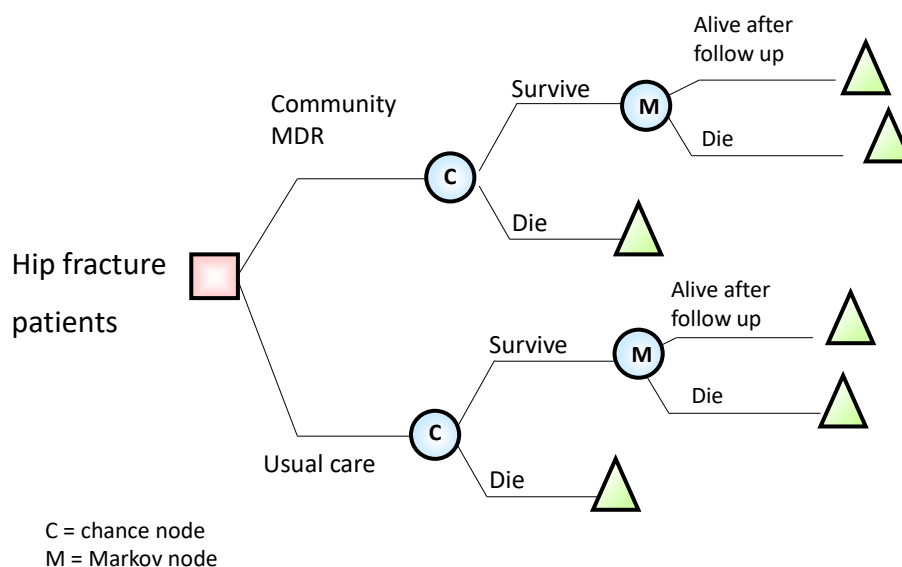 Alive after
follow up
Survive
M
Die
Community
MDR
C
Die
Hip fracture
patients
Alive after
follow up
Survive
M
Die
C
Usual care
Die
C = chance node
M = Markov node